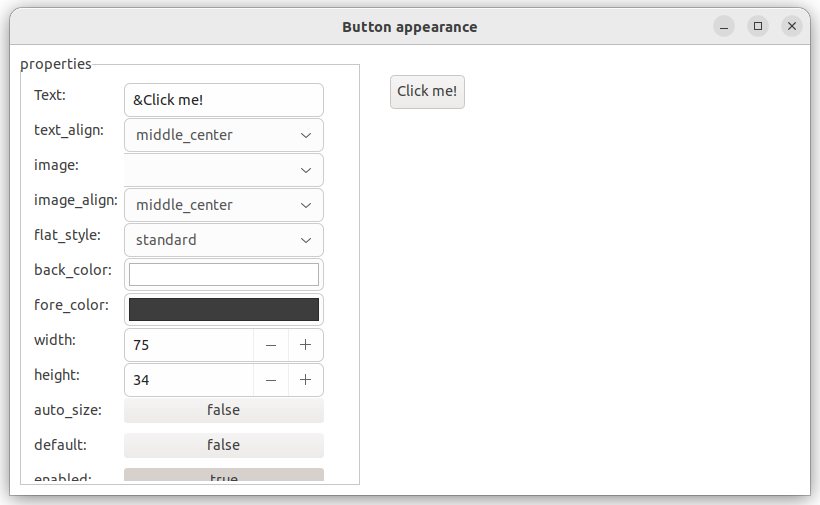 Button appearance
properties
Text: &Click me!
text_align: middle_center
image:
image_align: middle_center
flat_style: standard
back_color:
fore_color:
width: 75
height: 34
auto_size: false
default: false
enabled: true
Click me!